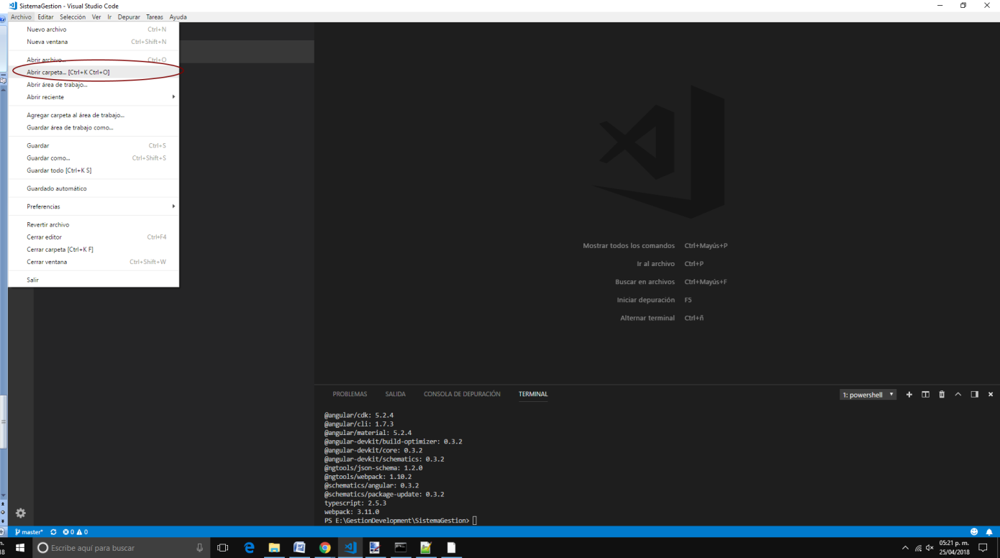 SistemaGestion - Visual Studio Code
Archivo Editar Selección Ver Ir Depurar Tareas Ayuda
Nuevo archivo Ctrl+N
Nueva ventana Ctrl+Shift+N
Abrir archivo... Ctrl+O
Abrir carpeta... [Ctrl+K Ctrl+O]
Abrir área de trabajo...
Abrir reciente
Agregar carpeta al área de trabajo...
Guardar área de trabajo como...
Guardar Ctrl+S
Guardar como... Ctrl+Shift+S
Guardar todo [Ctrl+K S]
Guardado automático
Preferencias
Revertir archivo
Cerrar editor Ctrl+F4
Cerrar carpeta [Ctrl+K F]
Cerrar ventana Ctrl+Shift+W
Salir
Mostrar todos los comandos Ctrl+Mayús+P
Ir al archivo Ctrl+P
Buscar en archivos Ctrl+Mayús+F
Iniciar depuración F5
Alternar terminal Ctrl+ñ
PROBLEMAS SALIDA CONSOLA DE DEPURACIÓN TERMINAL 1: powershell
@angular/cdk: 5.2.4
@angular/cli: 1.7.3
@angular/material: 5.2.4
@angular-devkit/build-optimizer: 0.3.2
@angular-devkit/core: 0.3.2
@angular-devkit/schematics: 0.3.2
@ngtools/json-schema: 1.2.0
@ngtools/webpack: 1.10.2
@schematics/angular: 0.3.2
@schematics/package-update: 0.3.2
typescript: 2.5.3
webpack: 3.11.0
PS E:\GestionDevelopment\SistemaGestion>
master* 0 0
Escribe aquí para buscar
05:21 p. m.
25/04/2018